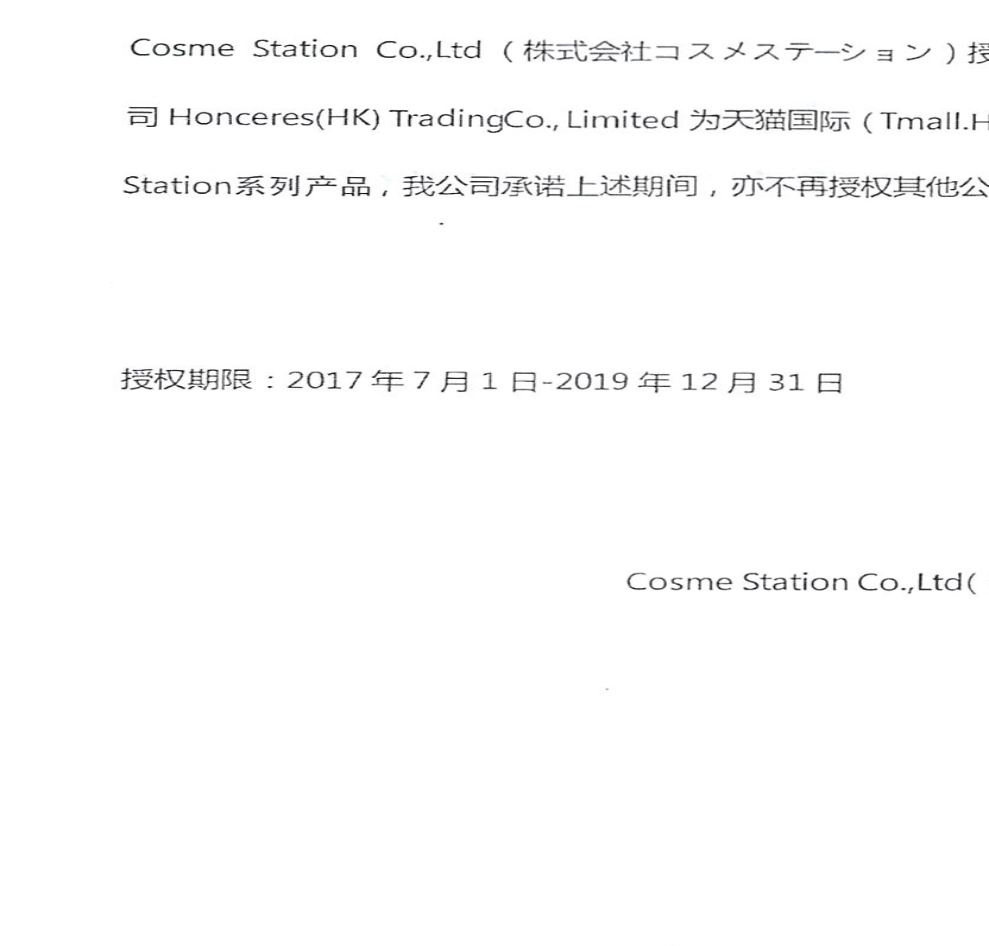 Cosme Station Co.,Ltd（株式会社コスメステーション）授
司 Honceres(HK) TradingCo., Limited 为天猫国际（Tmall.H
Station系列产品，我公司承诺上述期间，亦不再授权其他公
授权期限：2017 年 7 月 1 日-2019 年 12 月 31 日
Cosme Station Co.,Ltd(